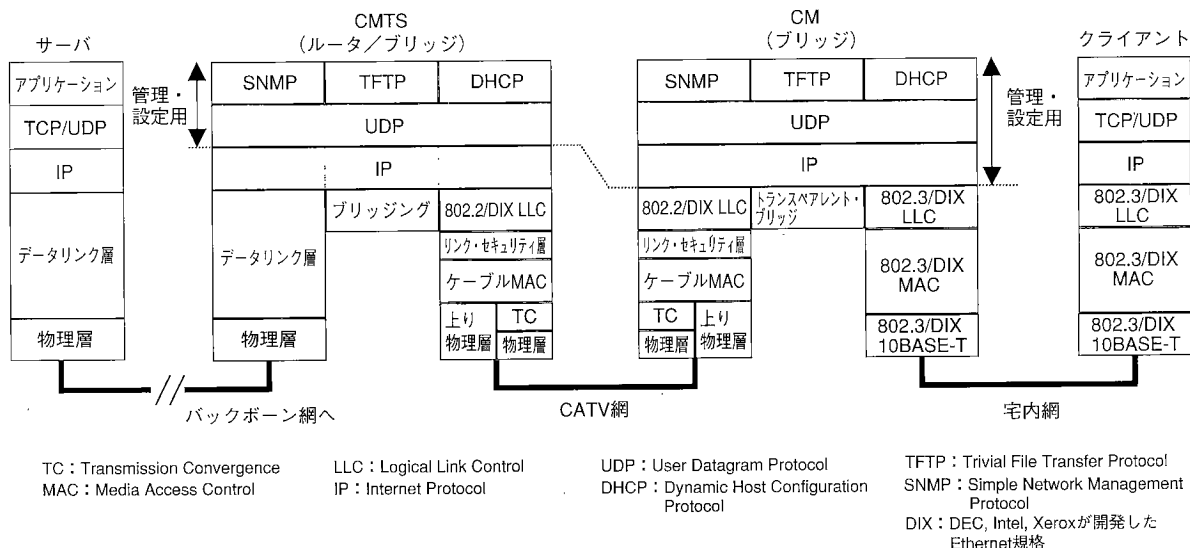 サーバ
アプリケーション
TCP/UDP
IP
データリンク層
物理層
CMTS
(ルータ/ブリッジ)
管理・
設定用
SNMP
TFTP
DHCP
UDP
IP
データリンク層
ブリッジング
802.2/DIX LLC
リンク・セキュリティ層
ケーブルMAC
上り
物理層
TC
物理層
物理層
CM
(ブリッジ)
SNMP
TFTP
DHCP
管理・
設定用
UDP
IP
802.2/DIX LLC
トランスペアレント・
ブリッジ
802.3/DIX
LLC
リンク・セキュリティ層
ケーブルMAC
802.3/DIX
MAC
TC
物理層
上り
物理層
802.3/DIX
10BASE-T
クライアント
アプリケーション
TCP/UDP
IP
802.3/DIX
LLC
802.3/DIX
MAC
802.3/DIX
10BASE-T
バックボーン網へ
CATV網
宅内網
TC:Transmission Convergence
MAC:Media Access Control
LLC:Logical Link Control
IP:Internet Protocol
UDP:User Datagram Protocol
DHCP:Dynamic Host Configuration
Protocol
TFTP:Trivial File Transfer Protocol
SNMP:Simple Network Management
Protocol
DIX:DEC, Intel, Xeroxが開発した
Ethernet規格